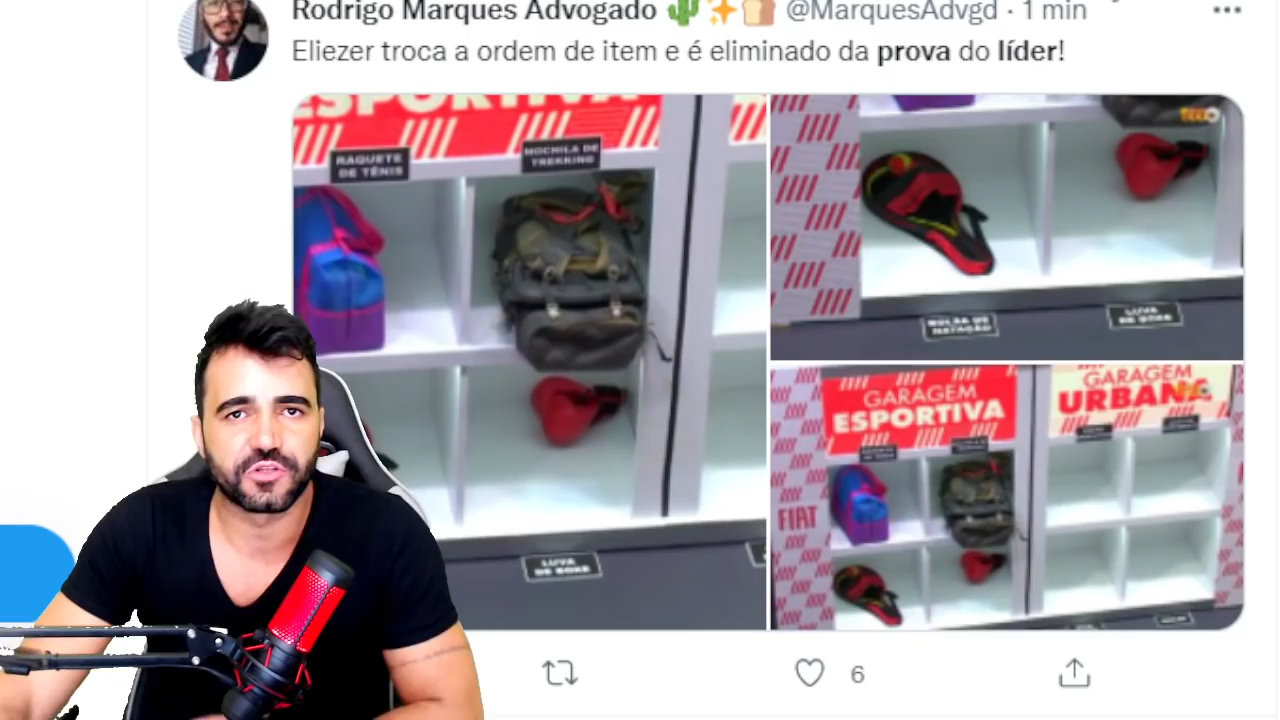 Rodrigo Marques Advogado 🌵✨🍞 @MarquesAdvgd · 1 min
Eliezer troca a ordem de item e é eliminado da prova do líder!
ESPORTIVA
RAQUETE
DE TÊNIS
MOCHILA DE
TREKKING
LUVA
DE BOXE
BOLSA DE
NATAÇÃO
LUVA
DE BOXE
GARAGEM
ESPORTIVA
GARAGEM
URBANA
FIAT
6